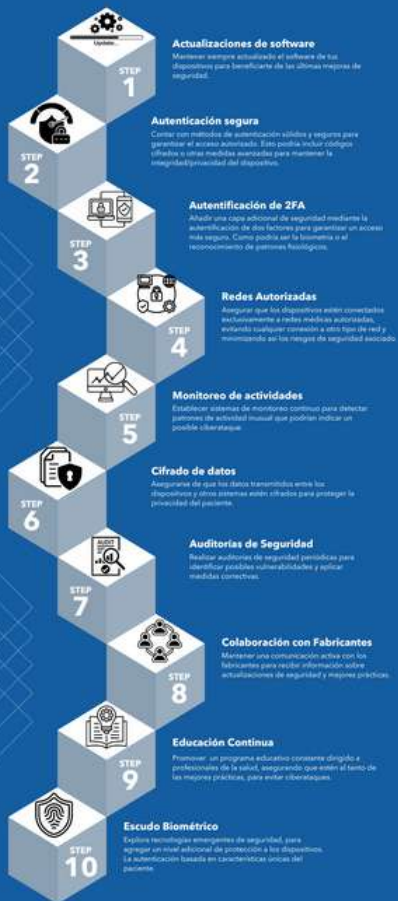 Update...
STEP
1
Actualizaciones de software
Mantener siempre actualizado el software de tus
dispositivos para beneficiarte de las últimas mejoras de
seguridad.
STEP
2
Autenticación segura
Contar con métodos de autenticación sólidos y seguros para
garantizar el acceso autorizado. Esto podría incluir códigos
cifrados u otras medidas avanzadas para mantener la
integridad/privacidad del dispositivo.
STEP
3
Autentificación de 2FA
Añadir una capa adicional de seguridad mediante la
autentificación de dos factores para garantizar un acceso
más seguro. Como podría ser la biometría o el
reconocimiento de patrones fisiológicos.
STEP
4
Redes Autorizadas
Asegurar que los dispositivos estén conectados
exclusivamente a redes médicas autorizadas,
evitando cualquier conexión a otro tipo de red y
minimizando así los riesgos de seguridad asociado.
STEP
5
Monitoreo de actividades
Establecer sistemas de monitoreo continuo para detectar
patrones de actividad inusual que podrían indicar un
posible ciberataque.
STEP
6
Cifrado de datos
Asegurarse de que los datos transmitidos entre los
dispositivos y otros sistemas estén cifrados para proteger la
privacidad del paciente.
AUDIT
STEP
7
Auditorías de Seguridad
Realizar auditorías de seguridad periódicas para
identificar posibles vulnerabilidades y aplicar
medidas correctivas.
STEP
8
Colaboración con Fabricantes
Mantener una comunicación activa con los
fabricantes para recibir información sobre
actualizaciones de seguridad y mejores prácticas.
STEP
9
Educación Continua
Promover un programa educativo constante dirigido a
profesionales de la salud, asegurando que estén al tanto de
las mejores prácticas, para evitar ciberataques.
STEP
10
Escudo Biométrico
Explora tecnologías emergentes de seguridad, para
agregar un nivel adicional de protección a los dispositivos.
La autenticación basada en características únicas del
paciente.